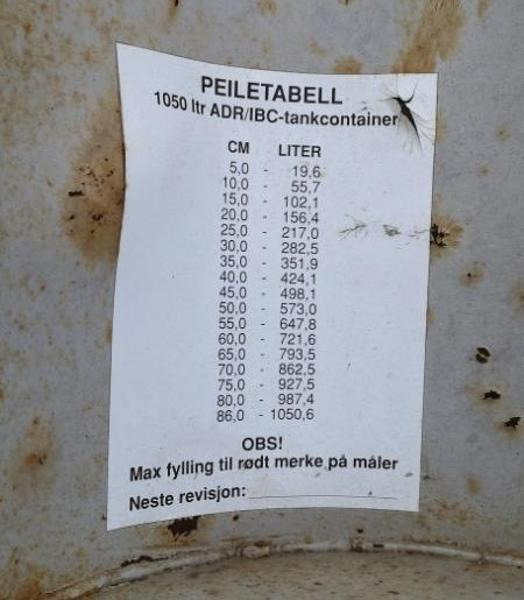 PEILETABELL
1050 ltr ADR/IBC-tankcontainer
CM LITER
5,0 - 19,6
10,0 - 55,7
15,0 - 102,1
20,0 - 156,4
25,0 - 217,0
30,0 - 282,5
35,0 - 351,9
40,0 - 424,1
45,0 - 498,1
50,0 - 573,0
55,0 - 647,8
60,0 - 721,6
65,0 - 793,5
70,0 - 862,5
75,0 - 927,5
80,0 - 987,4
86,0 - 1050,6
OBS!
Max fylling til rødt merke på måler
Neste revisjon: